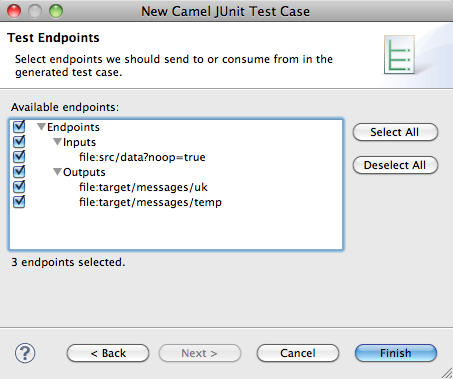 New Camel JUnit Test Case
Test Endpoints
Select endpoints we should send to or consume from in the
generated test case.
Available endpoints:
Endpoints
Inputs
file:src/data?noop=true
Outputs
file:target/messages/uk
file:target/messages/temp
Select All
Deselect All
3 endpoints selected.
? < Back Next > Cancel Finish